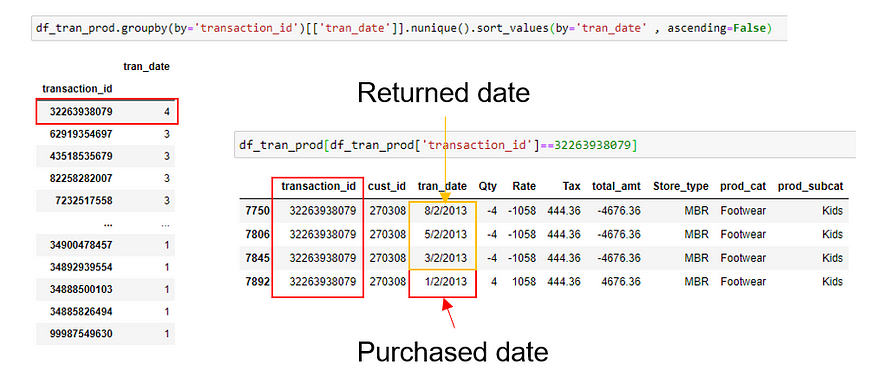 df_tran_prod.groupby(by='transaction_id')[['tran_date']].nunique().sort_values(by='tran_date' , ascending=False)
tran_date
transaction_id
32263938079 4
62919354697 3
43518535679 3
82258282007 3
7232517558 3
... ...
34900478457 1
34892939554 1
34888500103 1
34885826494 1
99987549630 1
Returned date
df_tran_prod[df_tran_prod['transaction_id']==32263938079]
transaction_id cust_id tran_date Qty Rate Tax total_amt Store_type prod_cat prod_subcat
7750 32263938079 270308 8/2/2013 -4 -1058 444.36 -4676.36 MBR Footwear Kids
7806 32263938079 270308 5/2/2013 -4 -1058 444.36 -4676.36 MBR Footwear Kids
7845 32263938079 270308 3/2/2013 -4 -1058 444.36 -4676.36 MBR Footwear Kids
7892 32263938079 270308 1/2/2013 4 1058 444.36 4676.36 MBR Footwear Kids
Purchased date